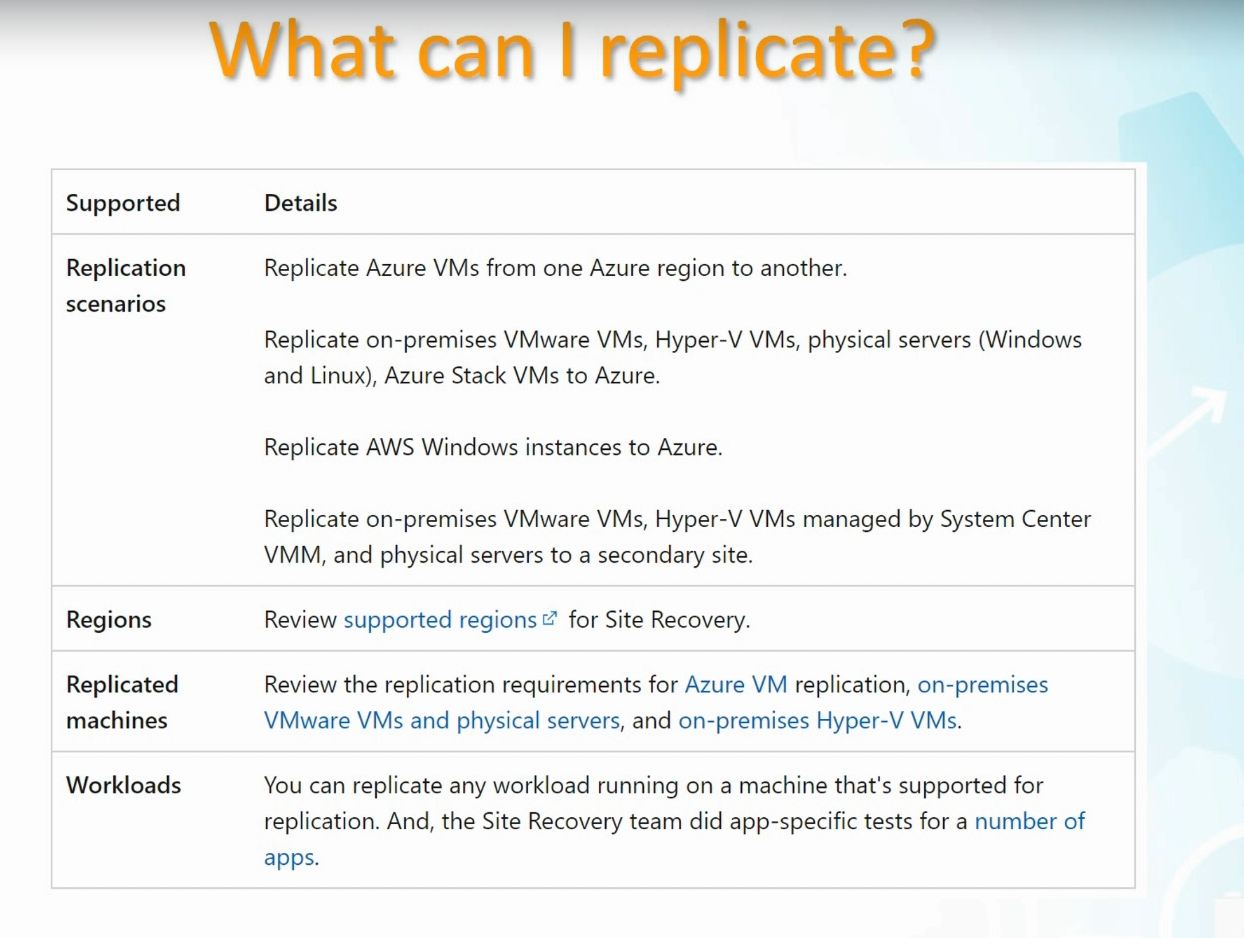 What can I replicate?
Supported
Details
Replication
scenarios
Replicate Azure VMs from one Azure region to another.
Replicate on-premises VMware VMs, Hyper-V VMs, physical servers (Windows
and Linux), Azure Stack VMs to Azure.
Replicate AWS Windows instances to Azure.
Replicate on-premises VMware VMs, Hyper-V VMs managed by System Center
VMM, and physical servers to a secondary site.
Regions
Review supported regions for Site Recovery.
Replicated
machines
Review the replication requirements for Azure VM replication, on-premises
VMware VMs and physical servers, and on-premises Hyper-V VMs.
Workloads
You can replicate any workload running on a machine that's supported for
replication. And, the Site Recovery team did app-specific tests for a number of
apps.